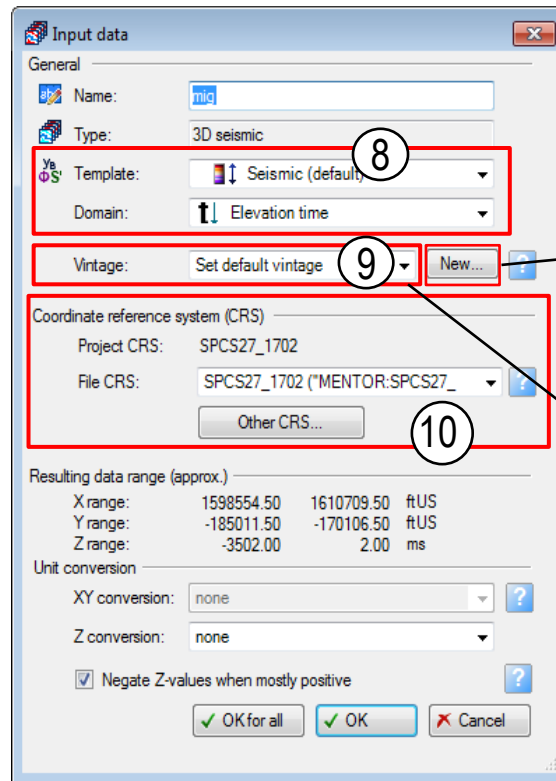 Input data
General
Name: mig
Type: 3D seismic
8
Template: Seismic (default)
Domain: Elevation time
Vintage: Set default vintage 9 New... ?
Coordinate reference system (CRS)
Project CRS: SPCS27_1702
File CRS: SPCS27_1702 ("MENTOR:SPCS27_ ?
Other CRS...
10
Resulting data range (approx.)
X range: 1598554.50 1610709.50 ftUS
Y range: -185011.50 -170106.50 ftUS
Z range: -3502.00 2.00 ms
Unit conversion
XY conversion: none ?
Z conversion: none
Negate Z-values when mostly positive ?
OK for all OK Cancel